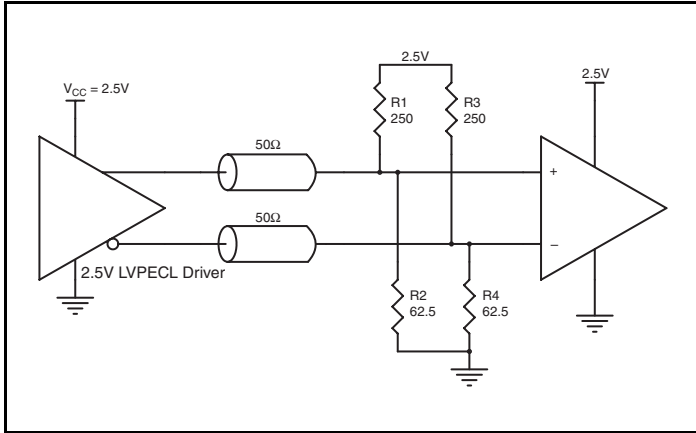 2.5V
V_CC = 2.5V
2.5V
R1
250
R3
250
50Ω
+
50Ω
−
2.5V LVPECL Driver
R2
62.5
R4
62.5